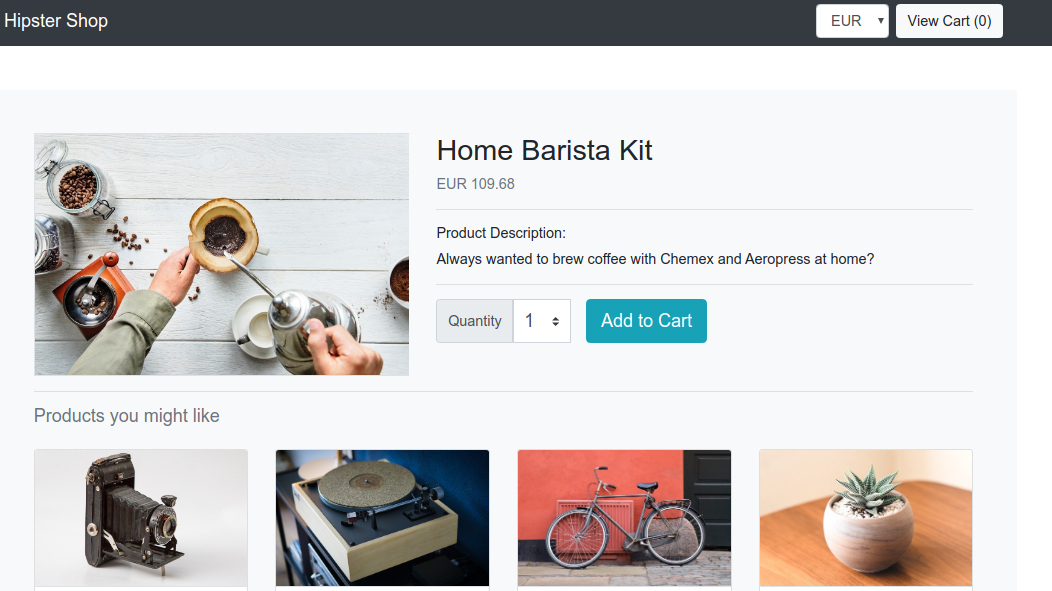 Hipster Shop
EUR
View Cart (0)
Home Barista Kit
EUR 109.68
Product Description:
Always wanted to brew coffee with Chemex and Aeropress at home?
Quantity
1
Add to Cart
Products you might like